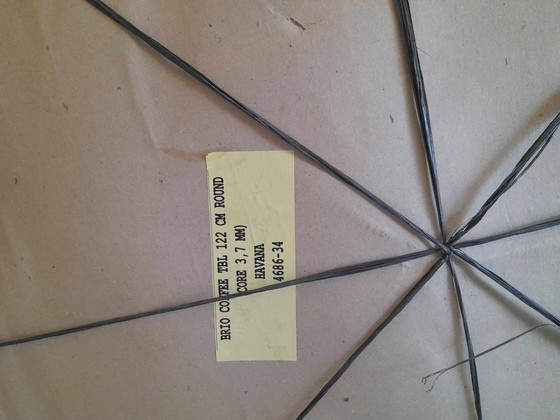 BRIO COFFEE TBL 122 CM ROUND
CORE 3,7 MM)
HAVANA
4686-34